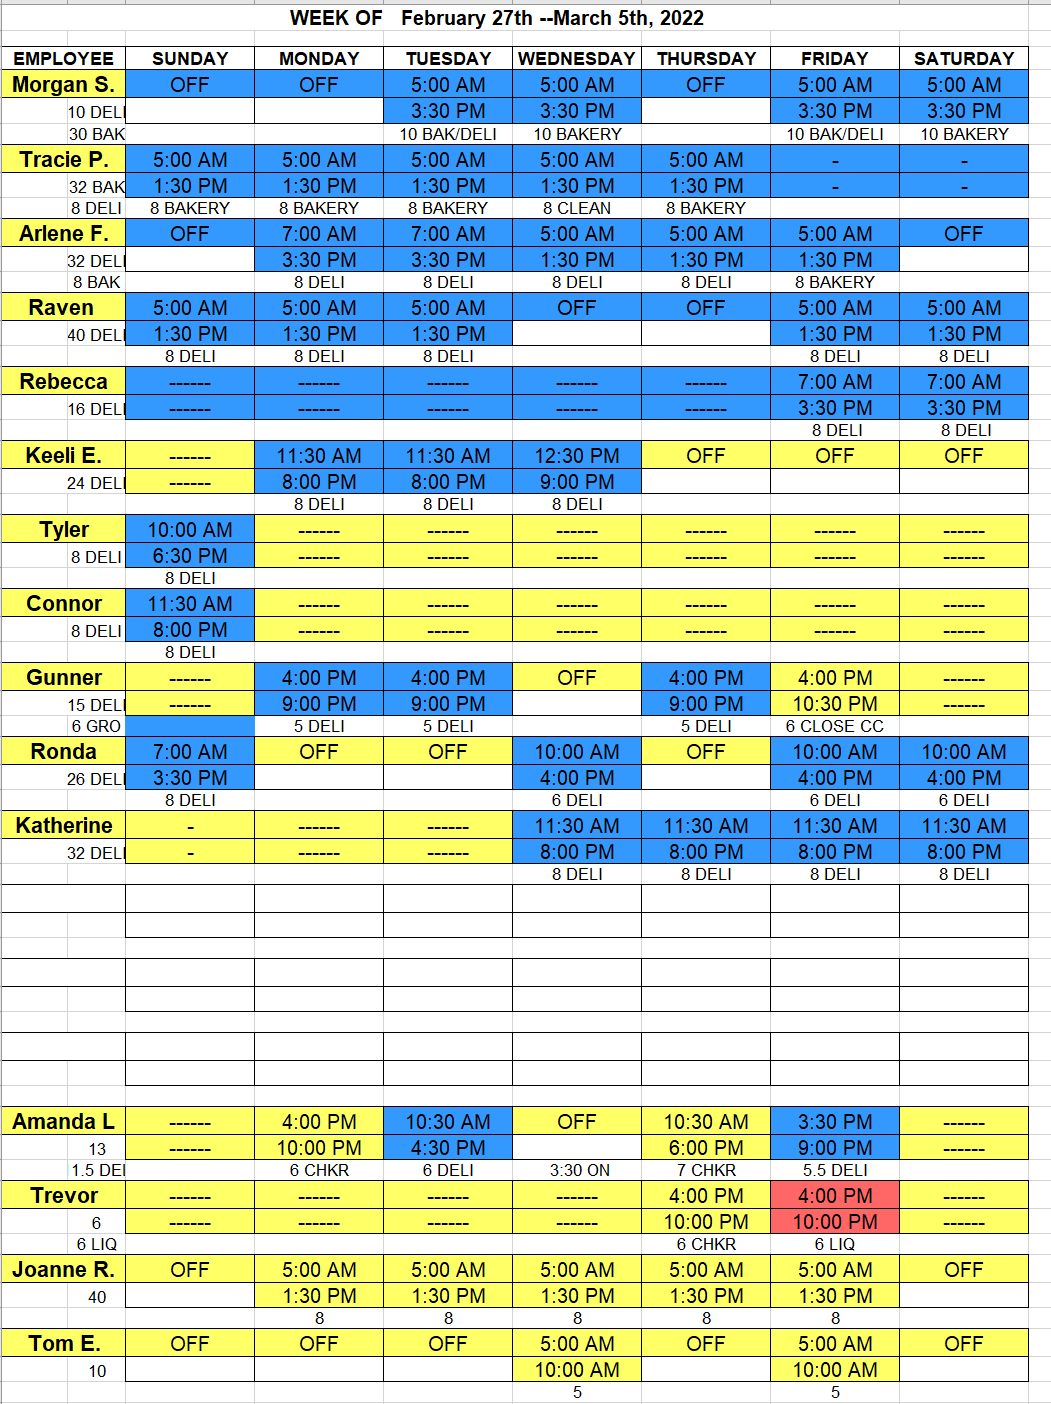 WEEK OF February 27th --March 5th, 2022
EMPLOYEE SUNDAY MONDAY TUESDAY WEDNESDAY THURSDAY FRIDAY SATURDAY
Morgan S. OFF OFF 5:00 AM 5:00 AM OFF 5:00 AM 5:00 AM
10 DELI 3:30 PM 3:30 PM 3:30 PM 3:30 PM
30 BAK 10 BAK/DELI 10 BAKERY 10 BAK/DELI 10 BAKERY
Tracie P. 5:00 AM 5:00 AM 5:00 AM 5:00 AM 5:00 AM - -
32 BAK 1:30 PM 1:30 PM 1:30 PM 1:30 PM 1:30 PM - -
8 DELI 8 BAKERY 8 BAKERY 8 BAKERY 8 CLEAN 8 BAKERY
Arlene F. OFF 7:00 AM 7:00 AM 5:00 AM 5:00 AM 5:00 AM OFF
32 DELI 3:30 PM 3:30 PM 1:30 PM 1:30 PM 1:30 PM
8 BAK 8 DELI 8 DELI 8 DELI 8 DELI 8 BAKERY
Raven 5:00 AM 5:00 AM 5:00 AM OFF OFF 5:00 AM 5:00 AM
40 DELI 1:30 PM 1:30 PM 1:30 PM 1:30 PM 1:30 PM
8 DELI 8 DELI 8 DELI 8 DELI 8 DELI
Rebecca ------ ------ ------ ------ ------ 7:00 AM 7:00 AM
16 DELI ------ ------ ------ ------ ------ 3:30 PM 3:30 PM
8 DELI 8 DELI
Keeli E. ------ 11:30 AM 11:30 AM 12:30 PM OFF OFF OFF
24 DELI ------ 8:00 PM 8:00 PM 9:00 PM
8 DELI 8 DELI 8 DELI
Tyler 10:00 AM ------ ------ ------ ------ ------ ------
8 DELI 6:30 PM ------ ------ ------ ------ ------ ------
8 DELI
Connor 11:30 AM ------ ------ ------ ------ ------ ------
8 DELI 8:00 PM ------ ------ ------ ------ ------ ------
8 DELI
Gunner ------ 4:00 PM 4:00 PM OFF 4:00 PM 4:00 PM ------
15 DELI ------ 9:00 PM 9:00 PM 9:00 PM 10:30 PM ------
6 GRO 5 DELI 5 DELI 5 DELI 6 CLOSE CC
Ronda 7:00 AM OFF OFF 10:00 AM OFF 10:00 AM 10:00 AM
26 DELI 3:30 PM 4:00 PM 4:00 PM 4:00 PM
8 DELI 6 DELI 6 DELI 6 DELI
Katherine - ------ ------ 11:30 AM 11:30 AM 11:30 AM 11:30 AM
32 DELI - ------ ------ 8:00 PM 8:00 PM 8:00 PM 8:00 PM
8 DELI 8 DELI 8 DELI 8 DELI
Amanda L ------ 4:00 PM 10:30 AM OFF 10:30 AM 3:30 PM ------
13 ------ 10:00 PM 4:30 PM 6:00 PM 9:00 PM ------
1.5 DEI 6 CHKR 6 DELI 3:30 ON 7 CHKR 5.5 DELI
Trevor ------ ------ ------ ------ 4:00 PM 4:00 PM ------
6 ------ ------ ------ ------ 10:00 PM 10:00 PM ------
6 LIQ 6 CHKR 6 LIQ
Joanne R. OFF 5:00 AM 5:00 AM 5:00 AM 5:00 AM 5:00 AM OFF
40 1:30 PM 1:30 PM 1:30 PM 1:30 PM 1:30 PM
8 8 8 8 8
Tom E. OFF OFF OFF 5:00 AM OFF 5:00 AM OFF
10 10:00 AM 10:00 AM
5 5